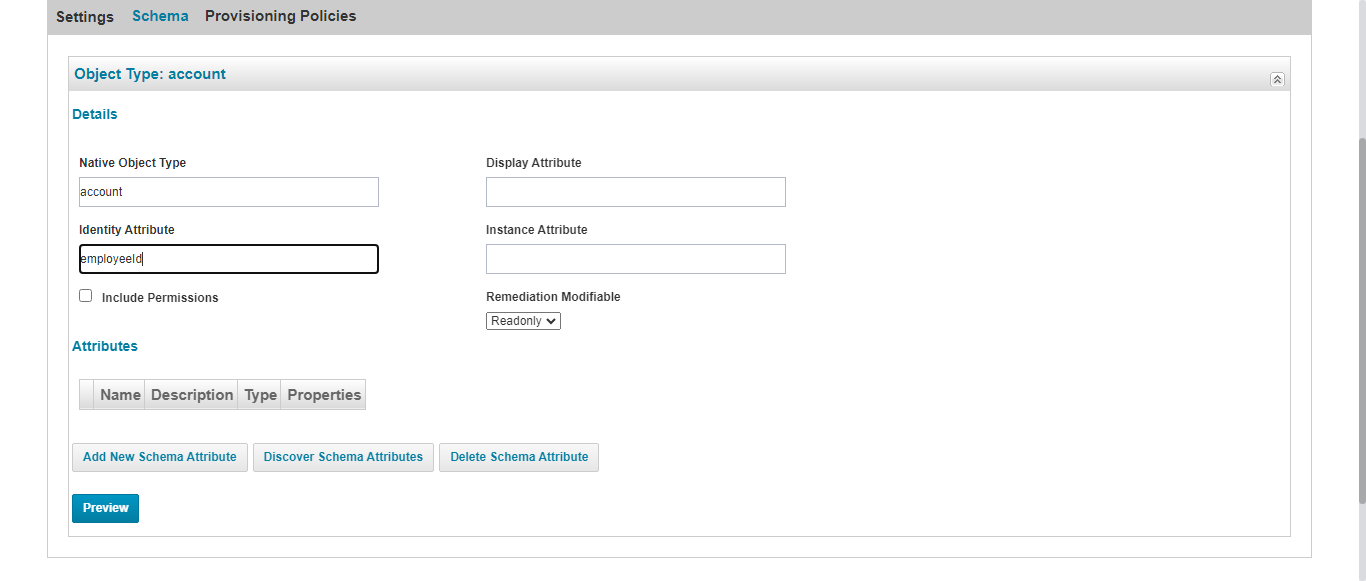 Settings Schema Provisioning Policies
Object Type: account
Details
Native Object Type Display Attribute
account
Identity Attribute Instance Attribute
employeeId
Include Permissions Remediation Modifiable
Readonly
Attributes
Name Description Type Properties
Add New Schema Attribute Discover Schema Attributes Delete Schema Attribute
Preview